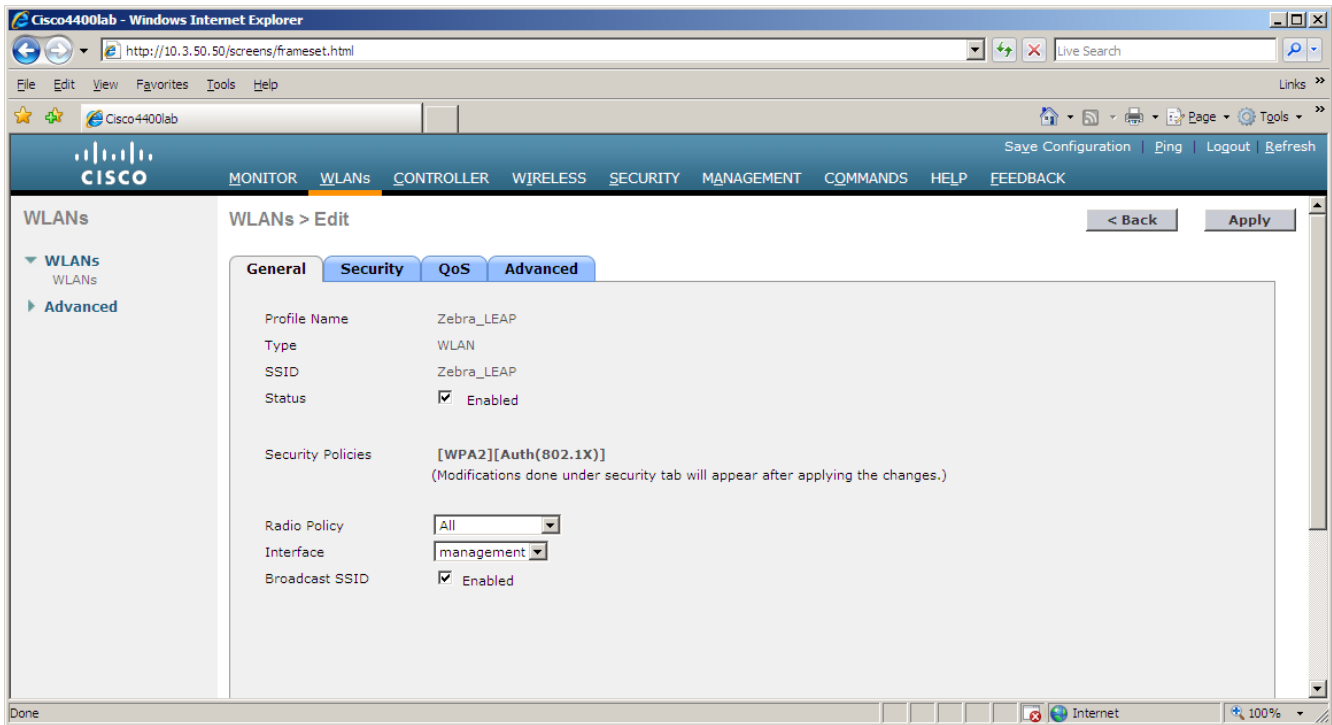 Cisco4400lab - Windows Internet Explorer
http://10.3.50.50/screens/frameset.html
Live Search
File Edit View Favorites Tools Help
Links »
Cisco4400lab
Page Tools »
Save Configuration | Ping | Logout | Refresh
CISCO
MONITOR WLANs CONTROLLER WIRELESS SECURITY MANAGEMENT COMMANDS HELP FEEDBACK
WLANs
WLANs > Edit
< Back
Apply
WLANs
WLANs
Advanced
General Security QoS Advanced
Profile Name Zebra_LEAP
Type WLAN
SSID Zebra_LEAP
Status Enabled
Security Policies [WPA2][Auth(802.1X)]
(Modifications done under security tab will appear after applying the changes.)
Radio Policy All
Interface management
Broadcast SSID Enabled
Done
Internet
100%